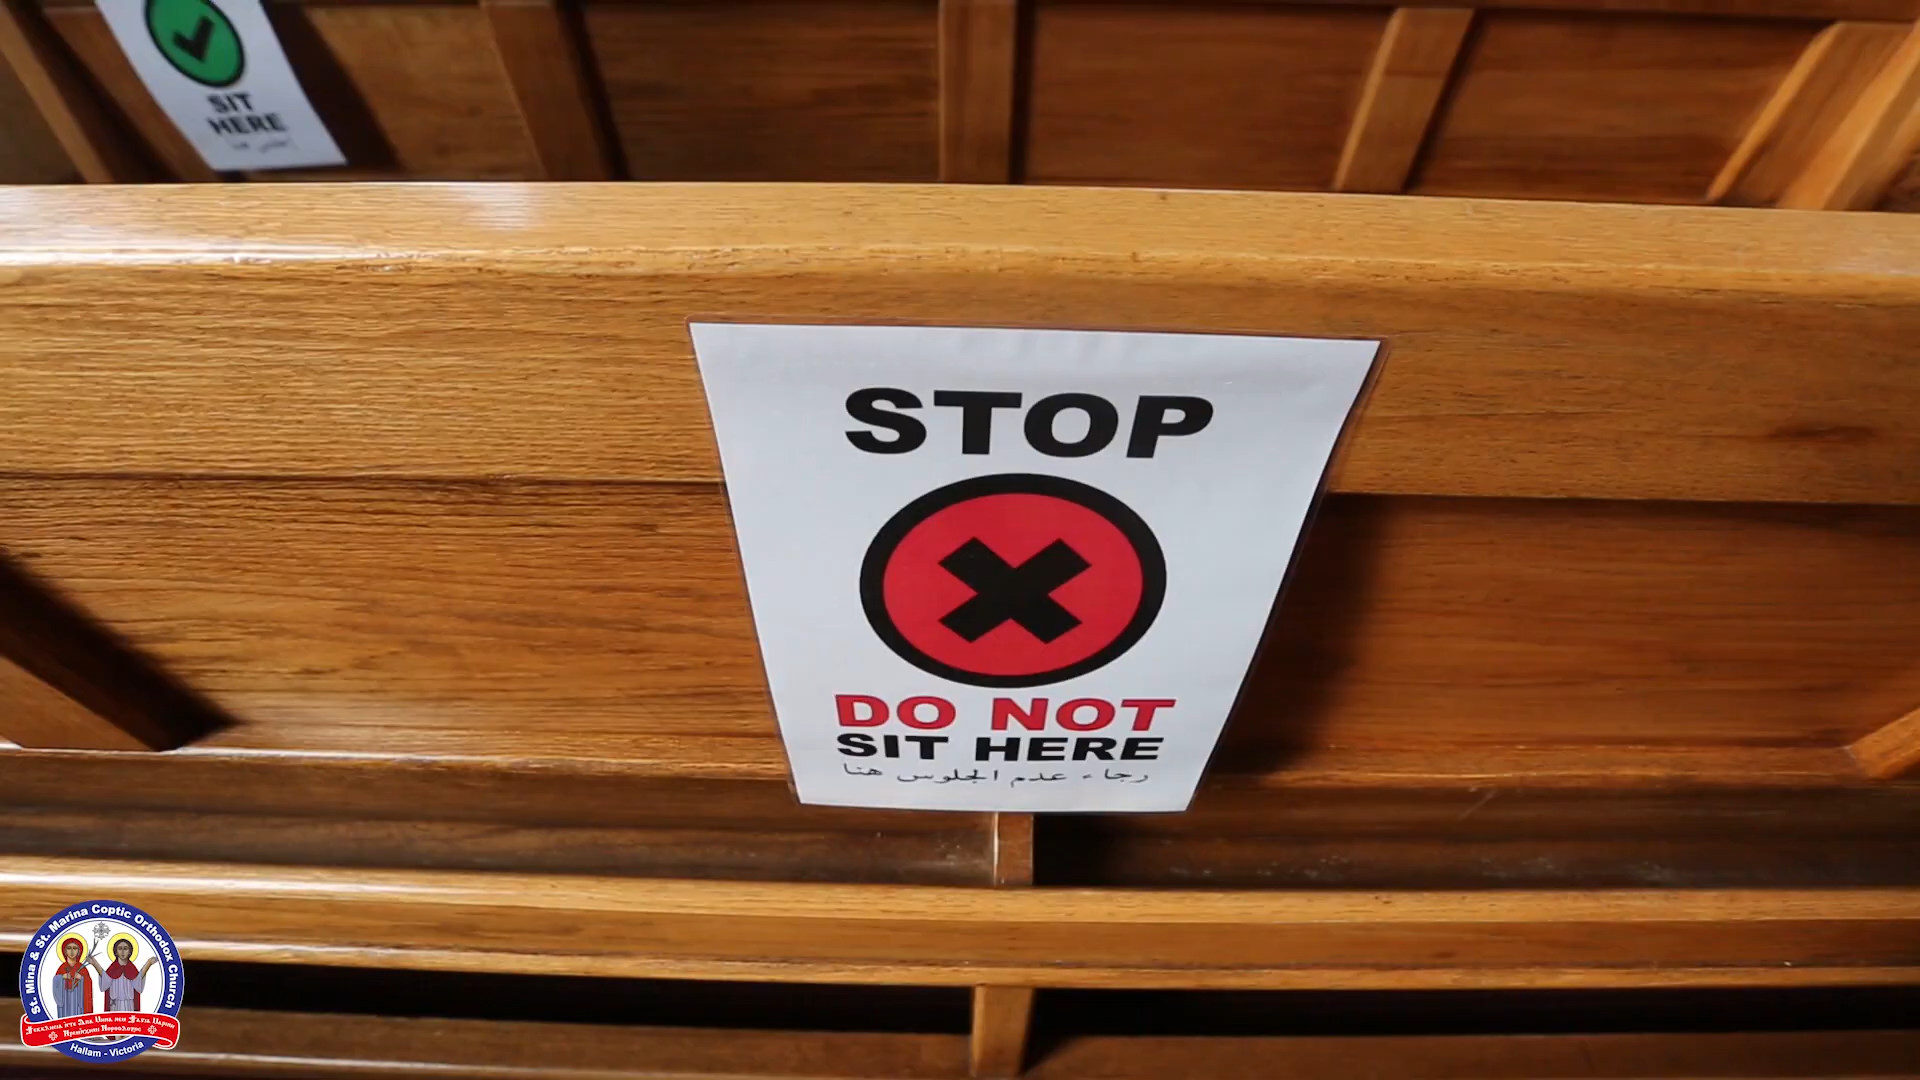 SIT
HERE
STOP
DO NOT
SIT HERE
رجاء عدم الجلوس هنا
St. Mina & St. Marina Coptic Orthodox Church
Hallam - Victoria